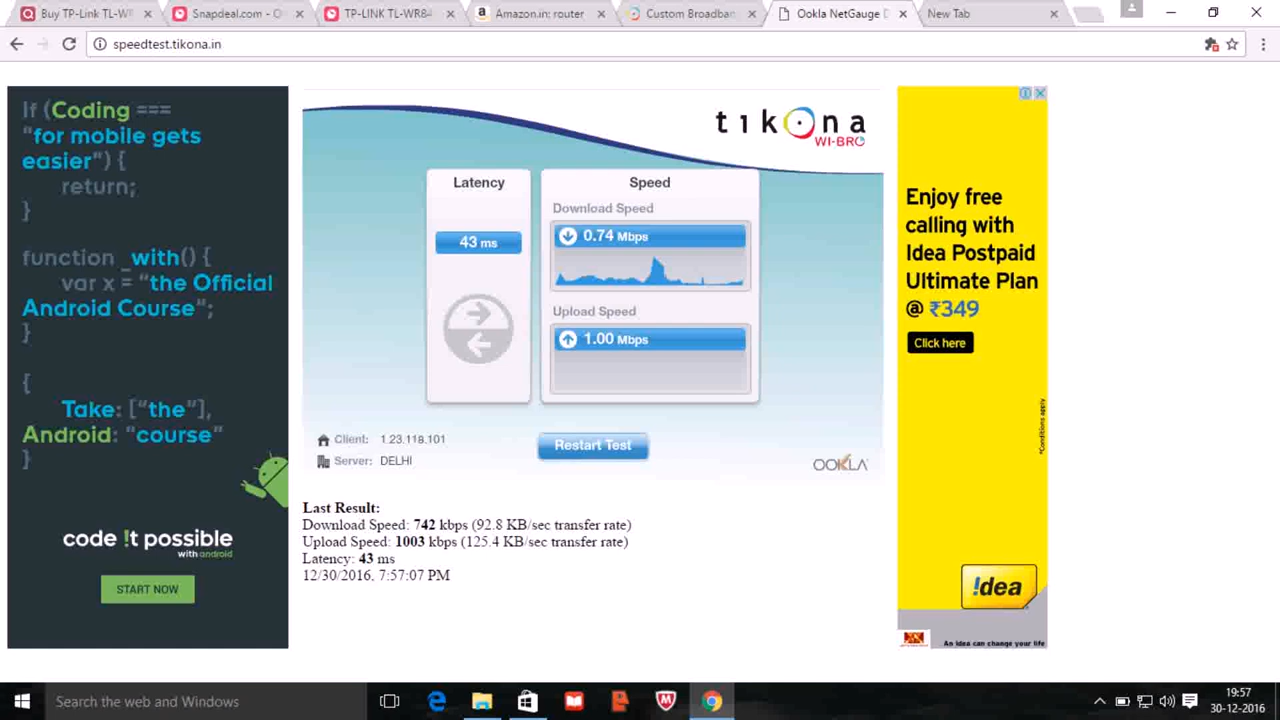 Buy TP-Link TL-WR
Snapdeal.com - O
TP-LINK TL-WR84
Amazon.in: router
Custom Broadban
Ookla NetGauge D
New Tab
speedtest.tikona.in
If (Coding ===
"for mobile gets
easier") {
return;
}
function _with() {
var x = "the Official
Android Course";
}
{
Take: ["the"],
Android: "course"
}
code !t possible
with android
START NOW
tikona
WI-BRO
Latency
43 ms
Speed
Download Speed
0.74 Mbps
Upload Speed
1.00 Mbps
Client: 1.23.118.101
Server: DELHI
Restart Test
OOKLA
Last Result:
Download Speed: 742 kbps (92.8 KB/sec transfer rate)
Upload Speed: 1003 kbps (125.4 KB/sec transfer rate)
Latency: 43 ms
12/30/2016, 7:57:07 PM
Enjoy free
calling with
Idea Postpaid
Ultimate Plan
@ ₹349
Click here
*Conditions apply
!dea
An idea can change your life
Search the web and Windows
19:57
30-12-2016